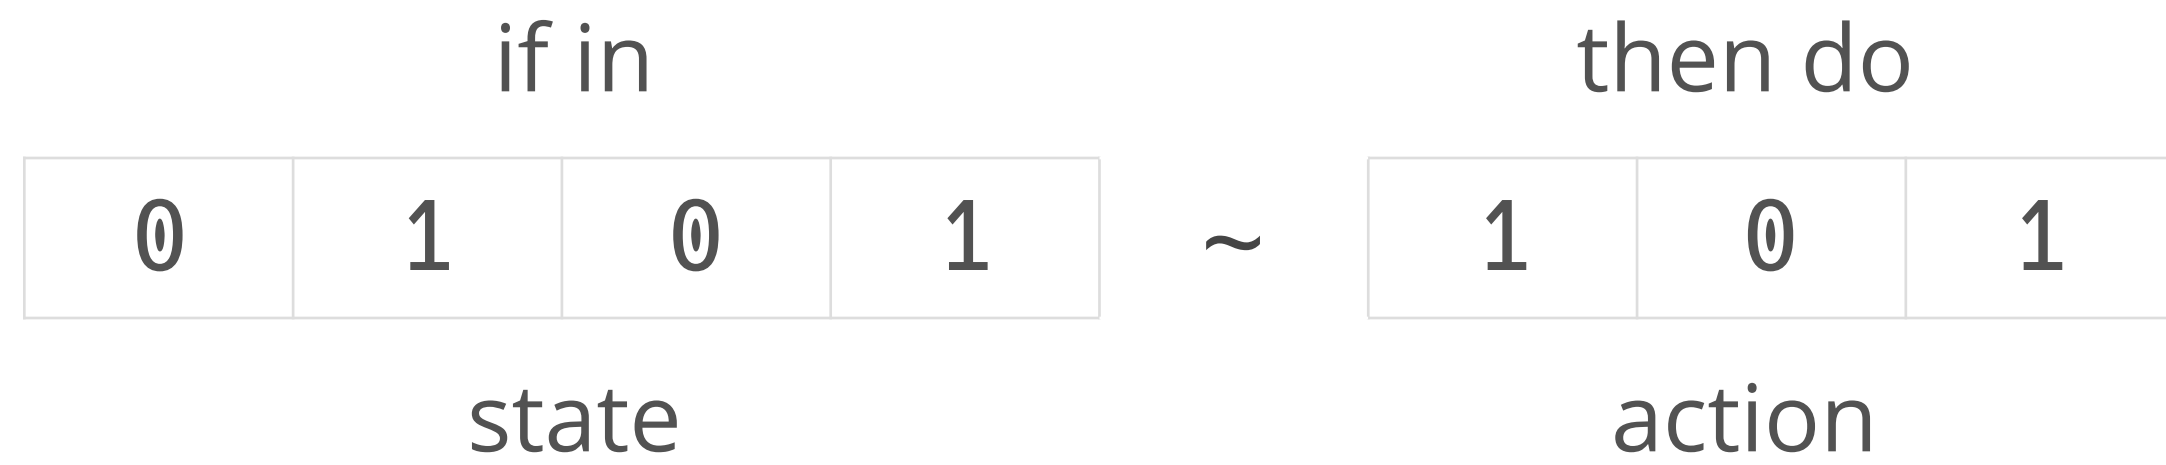 if in then do
0 1 0 1 ~ 1 0 1
state action